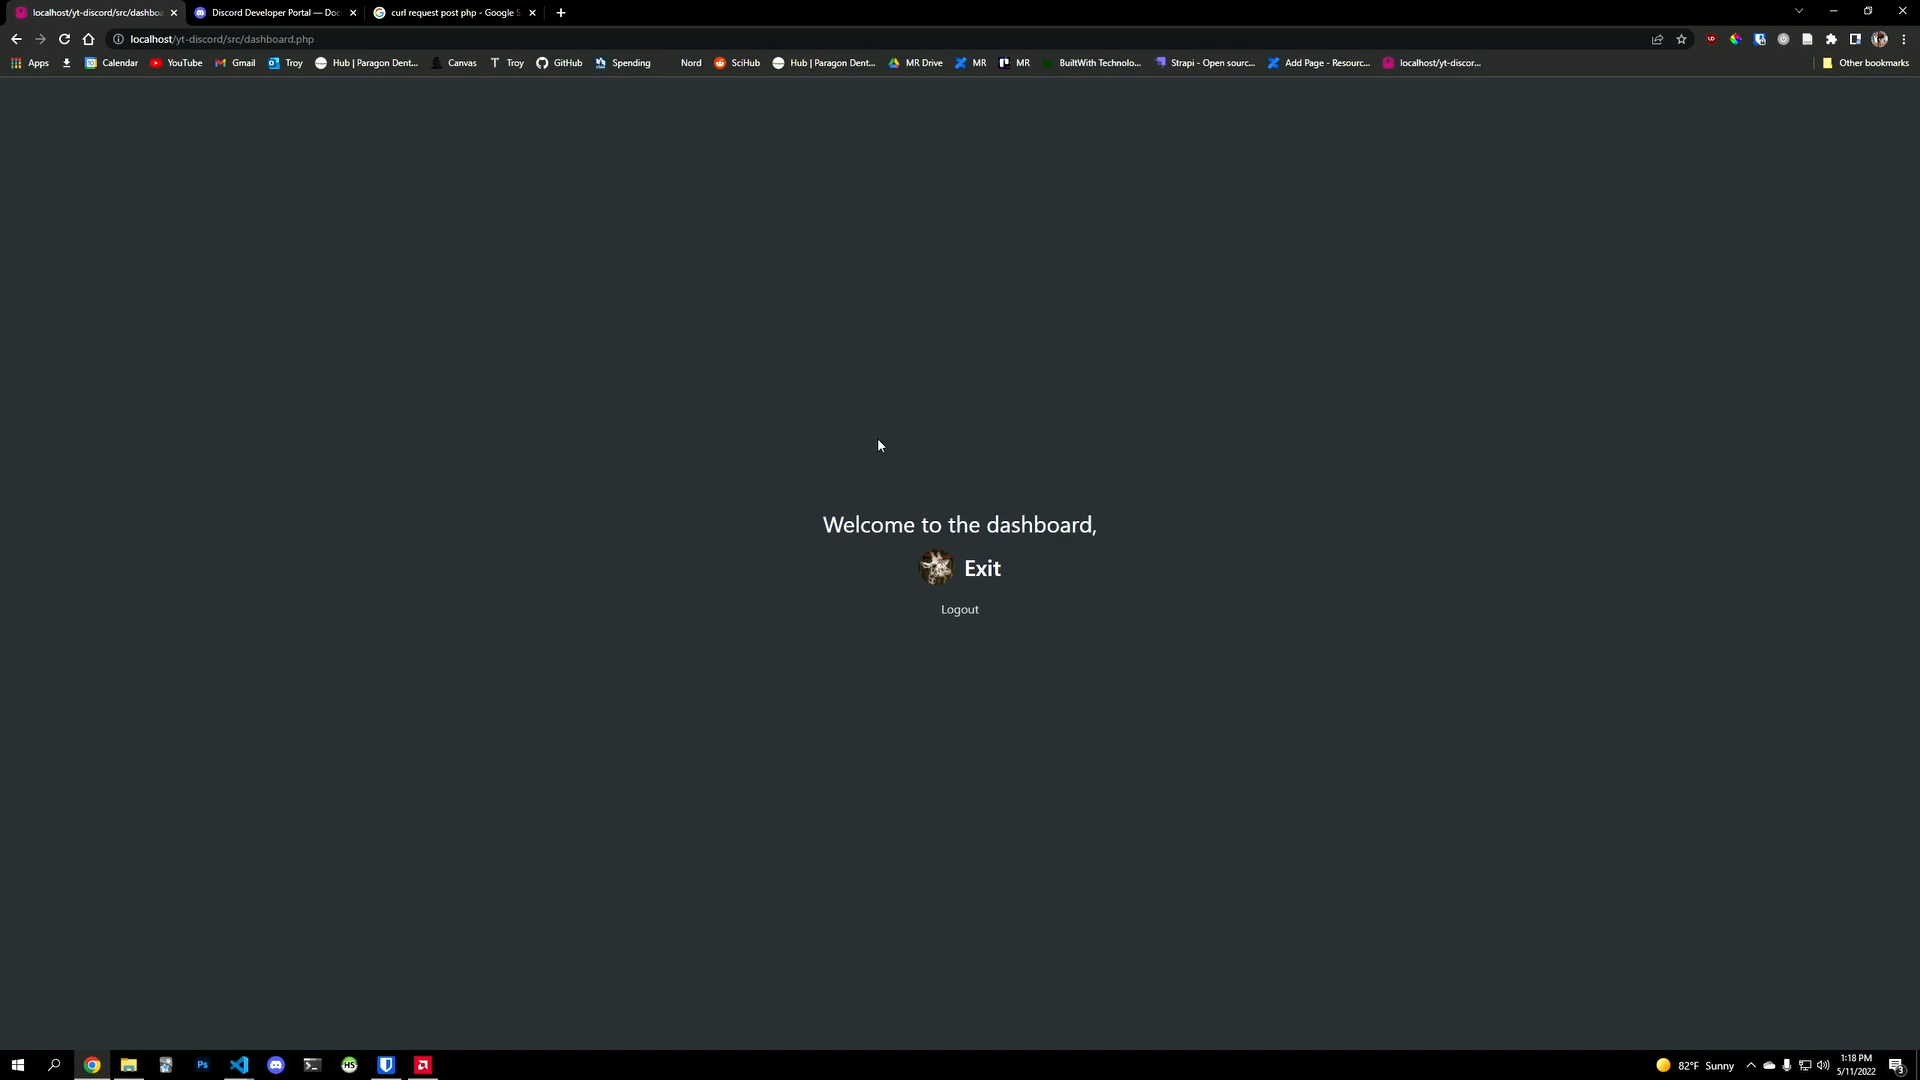 localhost/yt-discord/src/dashboa
Discord Developer Portal — Doc
curl request post php - Google S
localhost/yt-discord/src/dashboard.php
Apps
Calendar
YouTube
Gmail
Troy
Hub | Paragon Dent...
Canvas
Troy
GitHub
Spending
Nord
SciHub
Hub | Paragon Dent...
MR Drive
MR
MR
BuiltWith Technolo...
Strapi - Open sourc...
Add Page - Resourc...
localhost/yt-discor...
Other bookmarks
Welcome to the dashboard,
Exit
Logout
Ps
HS
82°F Sunny
1:18 PM
5/11/2022
3